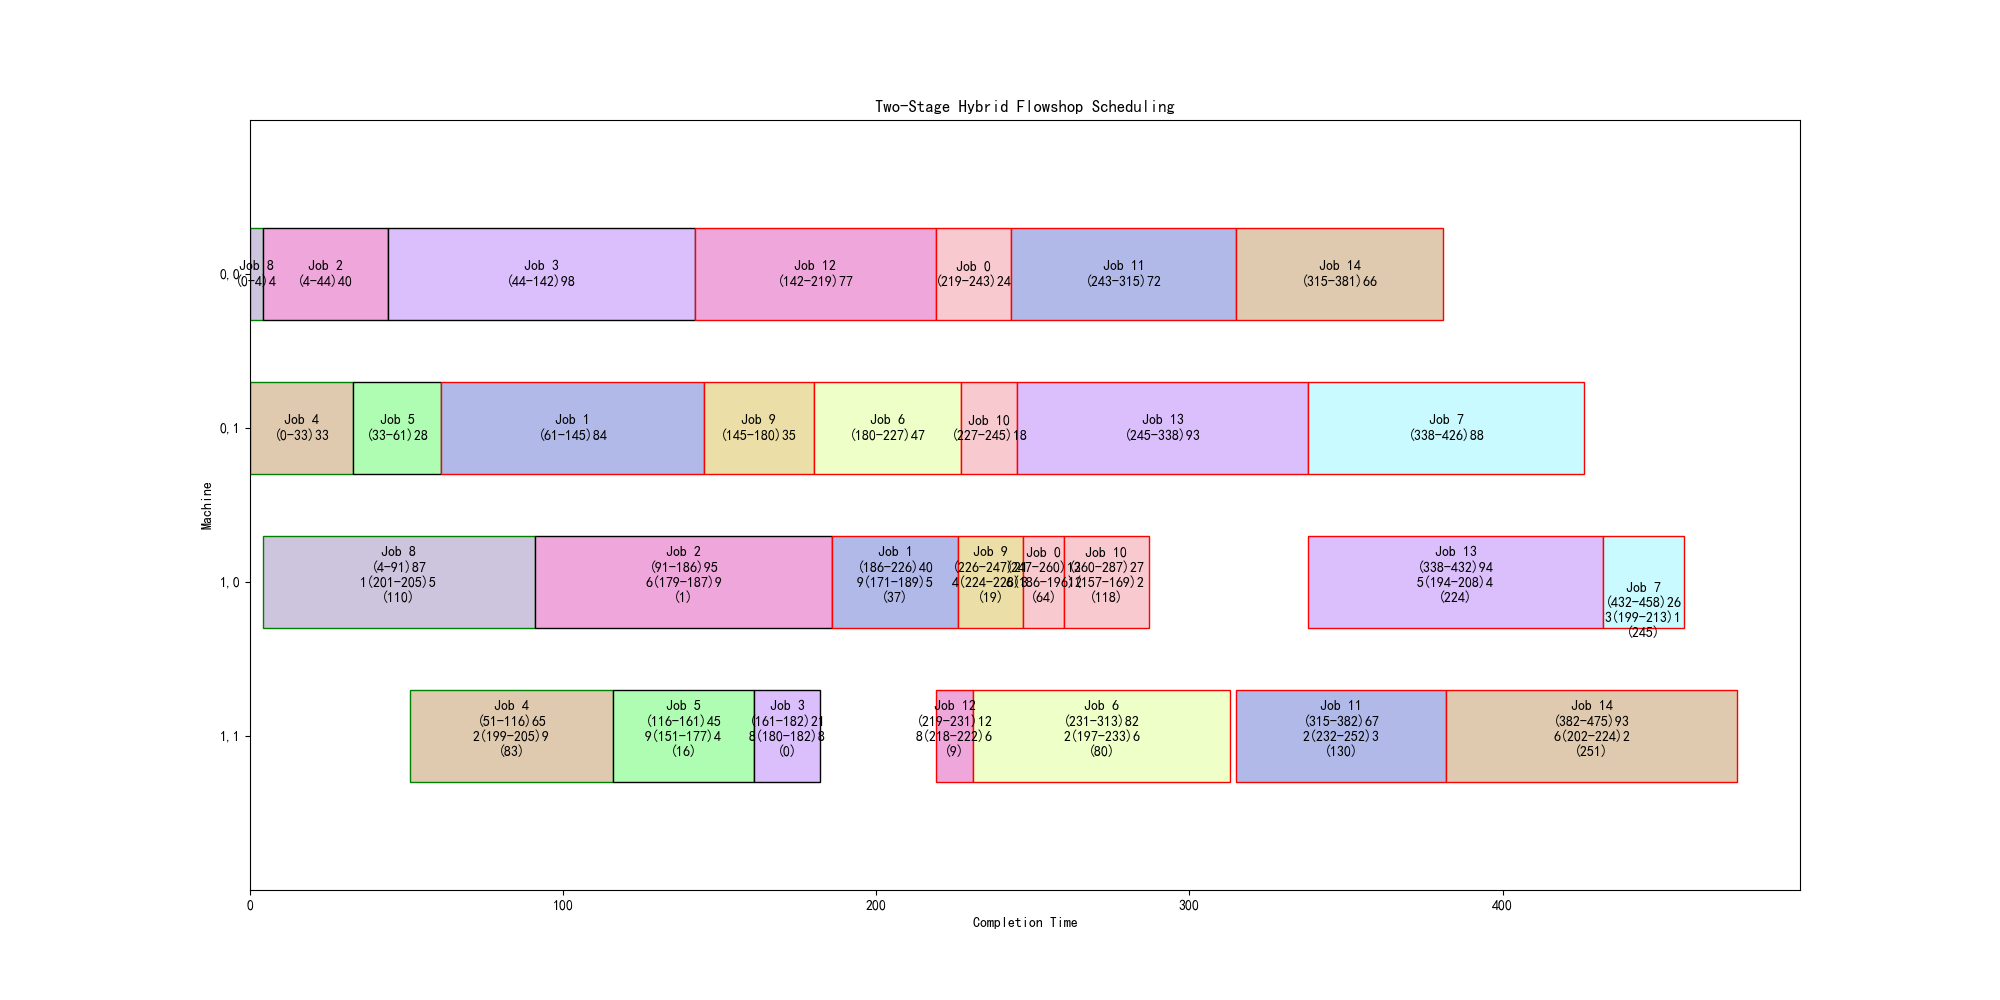 Two-Stage Hybrid Flowshop Scheduling
Machine
0,0
Job 8
(0-4)4
Job 2
(4-44)40
Job 3
(44-142)98
Job 12
(142-219)77
Job 0
(219-243)24
Job 11
(243-315)72
Job 14
(315-381)66
0,1
Job 4
(0-33)33
Job 5
(33-61)28
Job 1
(61-145)84
Job 9
(145-180)35
Job 6
(180-227)47
Job 10
(227-245)18
Job 13
(245-338)93
Job 7
(338-426)88
1,0
Job 8
(4-91)87
1(201-205)5
(110)
Job 2
(91-186)95
6(179-187)9
(1)
Job 1
(186-226)40
9(171-189)5
(37)
Job 9
(226-247)21
(19)
Job 0
(247-260)13
(64)
Job 10
(260-287)27
(157-169)2
(118)
Job 13
(338-432)94
5(194-208)4
(224)
Job 7
(432-458)26
3(199-213)1
(245)
1,1
Job 4
(51-116)65
2(199-205)9
(83)
Job 5
(116-161)45
9(151-177)4
(16)
Job 3
(161-182)21
8(180-182)8
(0)
Job 12
(219-231)12
8(218-222)6
(9)
Job 6
(231-313)82
2(197-233)6
(80)
Job 11
(315-382)67
2(232-252)3
(130)
Job 14
(382-475)93
6(202-224)2
(251)
0 100 200 300 400
Completion Time